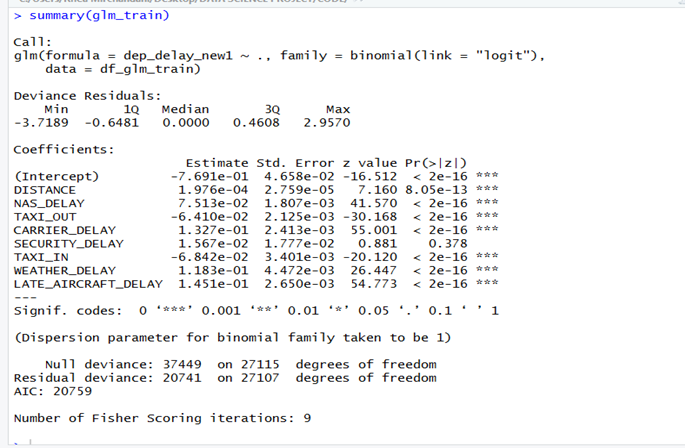 > summary(glm_train)
Call:
glm(formula = dep_delay_new1 ~ ., family = binomial(link = "logit"),
    data = df_glm_train)
Deviance Residuals:
    Min      1Q  Median      3Q     Max
-3.7189 -0.6481  0.0000  0.4608  2.9570
Coefficients:
                      Estimate Std. Error z value Pr(>|z|)
(Intercept)         -7.691e-01  4.658e-02 -16.512  < 2e-16 ***
DISTANCE             1.976e-04  2.759e-05   7.160 8.05e-13 ***
NAS_DELAY            7.513e-02  1.807e-03  41.570  < 2e-16 ***
TAXI_OUT            -6.410e-02  2.125e-03 -30.168  < 2e-16 ***
CARRIER_DELAY        1.327e-01  2.413e-03  55.001  < 2e-16 ***
SECURITY_DELAY       1.567e-02  1.777e-02   0.881    0.378
TAXI_IN             -6.842e-02  3.401e-03 -20.120  < 2e-16 ***
WEATHER_DELAY        1.183e-01  4.472e-03  26.447  < 2e-16 ***
LATE_AIRCRAFT_DELAY  1.451e-01  2.650e-03  54.773  < 2e-16 ***
---
Signif. codes:  0 ‘***’ 0.001 ‘**’ 0.01 ‘*’ 0.05 ‘.’ 0.1 ‘ ’ 1
(Dispersion parameter for binomial family taken to be 1)
    Null deviance: 37449  on 27115  degrees of freedom
Residual deviance: 20741  on 27107  degrees of freedom
AIC: 20759
Number of Fisher Scoring iterations: 9